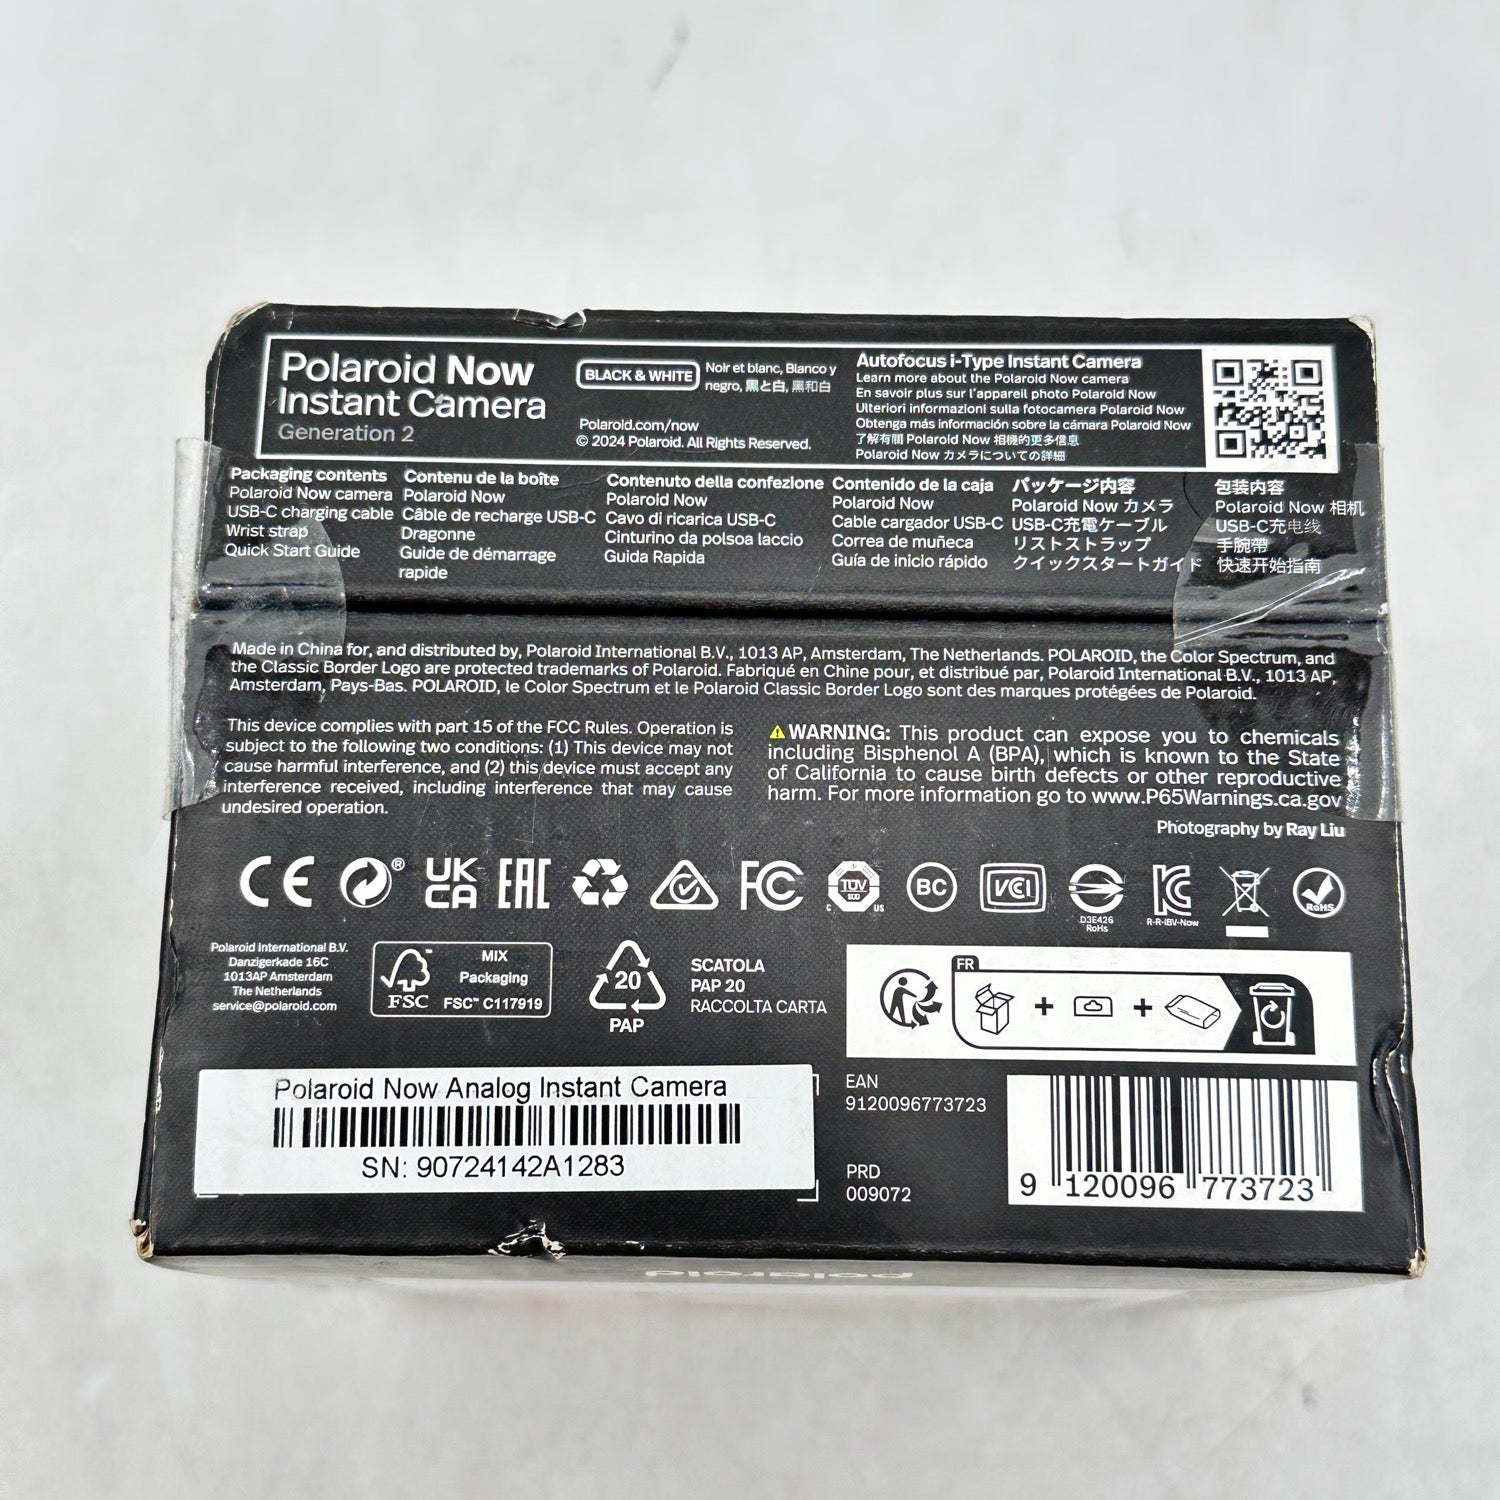 Polaroid Now
Instant Camera
Generation 2
BLACK & WHITE
Noir et blanc, Blanco y
negro, 黒と白, 黑和白
Polaroid.com/now
© 2024 Polaroid. All Rights Reserved.
Autofocus i-Type Instant Camera
Learn more about the Polaroid Now camera
En savoir plus sur l'appareil photo Polaroid Now
Ulteriori informazioni sulla fotocamera Polaroid Now
Obtenga más información sobre la cámara Polaroid Now
了解有關 Polaroid Now 相機的更多信息
Polaroid Now カメラについての詳細
Packaging contents
Polaroid Now camera
USB-C charging cable
Wrist strap
Quick Start Guide
Contenu de la boîte
Polaroid Now
Câble de recharge USB-C
Dragonne
Guide de démarrage
rapide
Contenuto della confezione
Polaroid Now
Cavo di ricarica USB-C
Cinturino da polsoa laccio
Guida Rapida
Contenido de la caja
Polaroid Now
Cable cargador USB-C
Correa de muñeca
Guía de inicio rápido
パッケージ内容
Polaroid Now カメラ
USB-C充電ケーブル
リストストラップ
クイックスタートガイド
包装内容
Polaroid Now 相机
USB-C充电线
手腕帶
快速开始指南
Made in China for, and distributed by, Polaroid International B.V., 1013 AP, Amsterdam, The Netherlands. POLAROID, the Color Spectrum, and
the Classic Border Logo are protected trademarks of Polaroid. Fabriqué en Chine pour, et distribué par, Polaroid International B.V., 1013 AP,
Amsterdam, Pays-Bas. POLAROID, le Color Spectrum et le Polaroid Classic Border Logo sont des marques protégées de Polaroid.
This device complies with part 15 of the FCC Rules. Operation is
subject to the following two conditions: (1) This device may not
cause harmful interference, and (2) this device must accept any
interference received, including interference that may cause
undesired operation.
⚠WARNING: This product can expose you to chemicals
including Bisphenol A (BPA), which is known to the State
of California to cause birth defects or other reproductive
harm. For more information go to www.P65Warnings.ca.gov
Photography by Ray Liu
CE
®
UK
CA
EAC
FC
TÜV
SÜD
C US
BC
VCCI
D3E426
RoHs
KC
R-R-IBV-Now
RoHS
Polaroid International B.V.
Danzigerkade 16C
1013AP Amsterdam
The Netherlands
service@polaroid.com
FSC
MIX
Packaging
FSC™ C117919
20
PAP
SCATOLA
PAP 20
RACCOLTA CARTA
FR
+ +
Polaroid Now Analog Instant Camera
SN: 90724142A1283
EAN
9120096773723
PRD
009072
9 120096 773723
polaroid